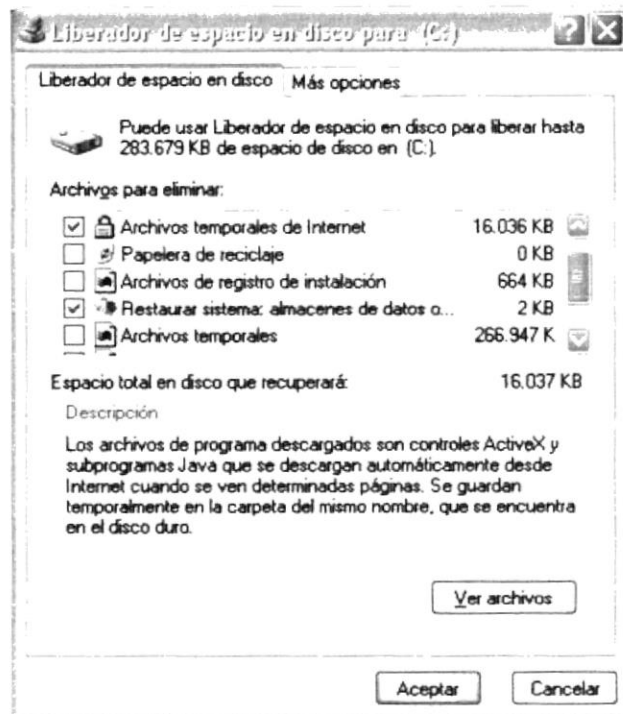 Liberador de espacio en disco para (C:)
Liberador de espacio en disco Más opciones
Puede usar Liberador de espacio en disco para liberar hasta
283.679 KB de espacio de disco en (C:).
Archivos para eliminar:
Archivos temporales de Internet 16.036 KB
Papelera de reciclaje 0 KB
Archivos de registro de instalación 664 KB
Restaurar sistema: almacenes de datos o... 2 KB
Archivos temporales 266.947 K
Espacio total en disco que recuperará: 16.037 KB
Descripción
Los archivos de programa descargados son controles ActiveX y
subprogramas Java que se descargan automáticamente desde
Internet cuando se ven determinadas páginas. Se guardan
temporalmente en la carpeta del mismo nombre, que se encuentra
en el disco duro.
Ver archivos
Aceptar Cancelar